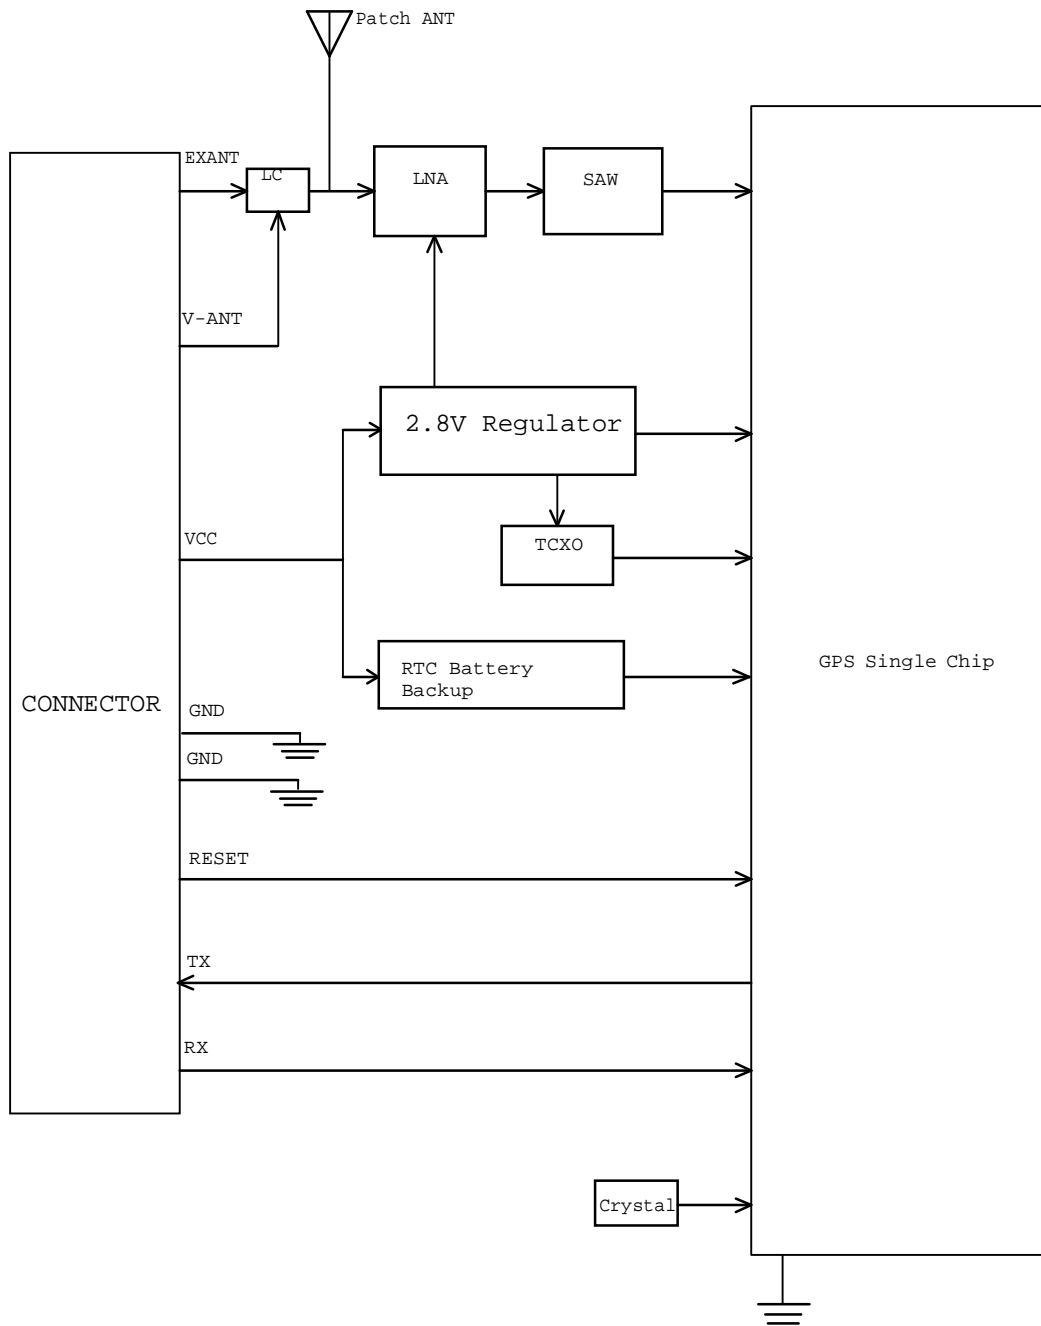 Patch ANT
EXANT
LC
LNA
SAW
V-ANT
2.8V Regulator
VCC
TCXO
RTC Battery
Backup
GPS Single Chip
CONNECTOR
GND
GND
RESET
TX
RX
Crystal